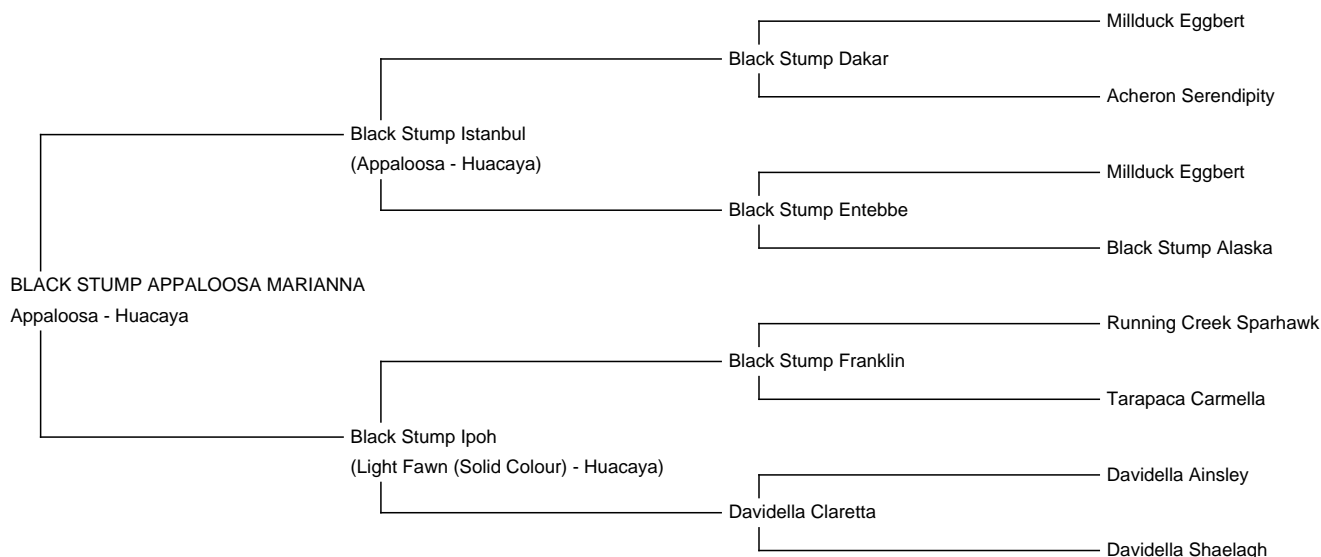 Millduck Eggbert
Black Stump Dakar
Acheron Serendipity
Black Stump Istanbul
(Appaloosa - Huacaya)
Millduck Eggbert
Black Stump Entebbe
Black Stump Alaska
BLACK STUMP APPALOOSA MARIANNA
Appaloosa - Huacaya
Running Creek Sparhawk
Black Stump Franklin
Tarapaca Carmella
Black Stump Ipoh
(Light Fawn (Solid Colour) - Huacaya)
Davidella Ainsley
Davidella Claretta
Davidella Shaelagh